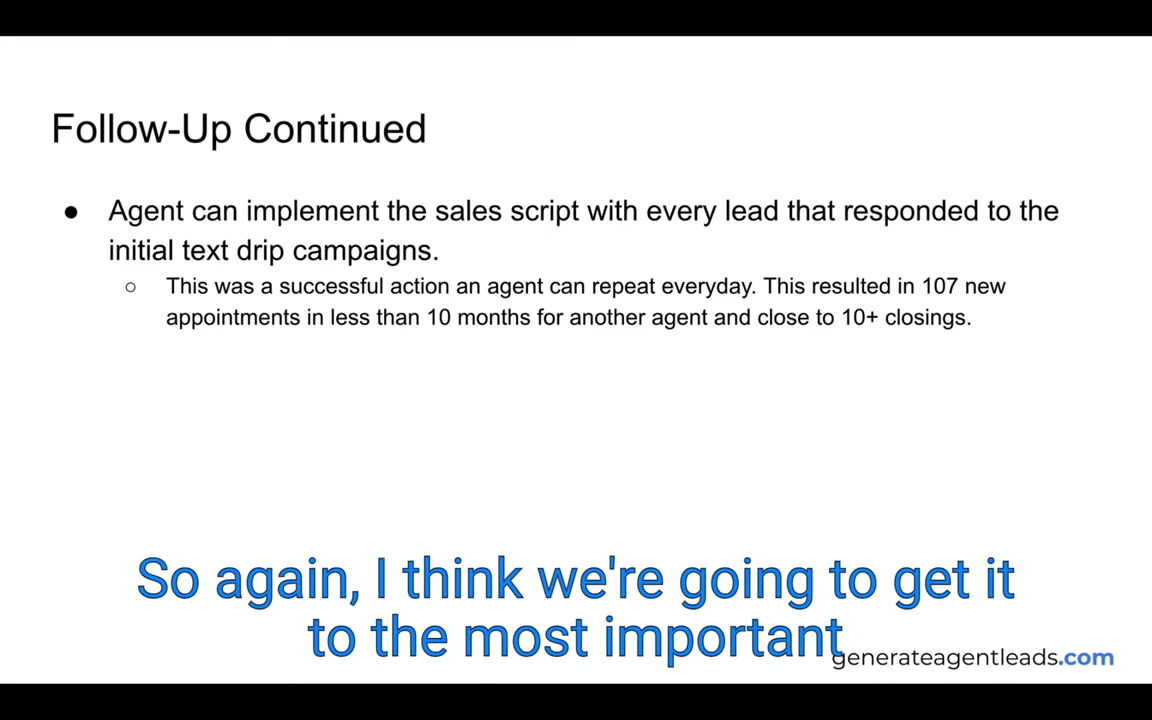 Follow-Up Continued
● Agent can implement the sales script with every lead that responded to the
initial text drip campaigns.
○ This was a successful action an agent can repeat everyday. This resulted in 107 new
appointments in less than 10 months for another agent and close to 10+ closings.
So again, I think we're going to get it
to the most important
generateagentleads.com